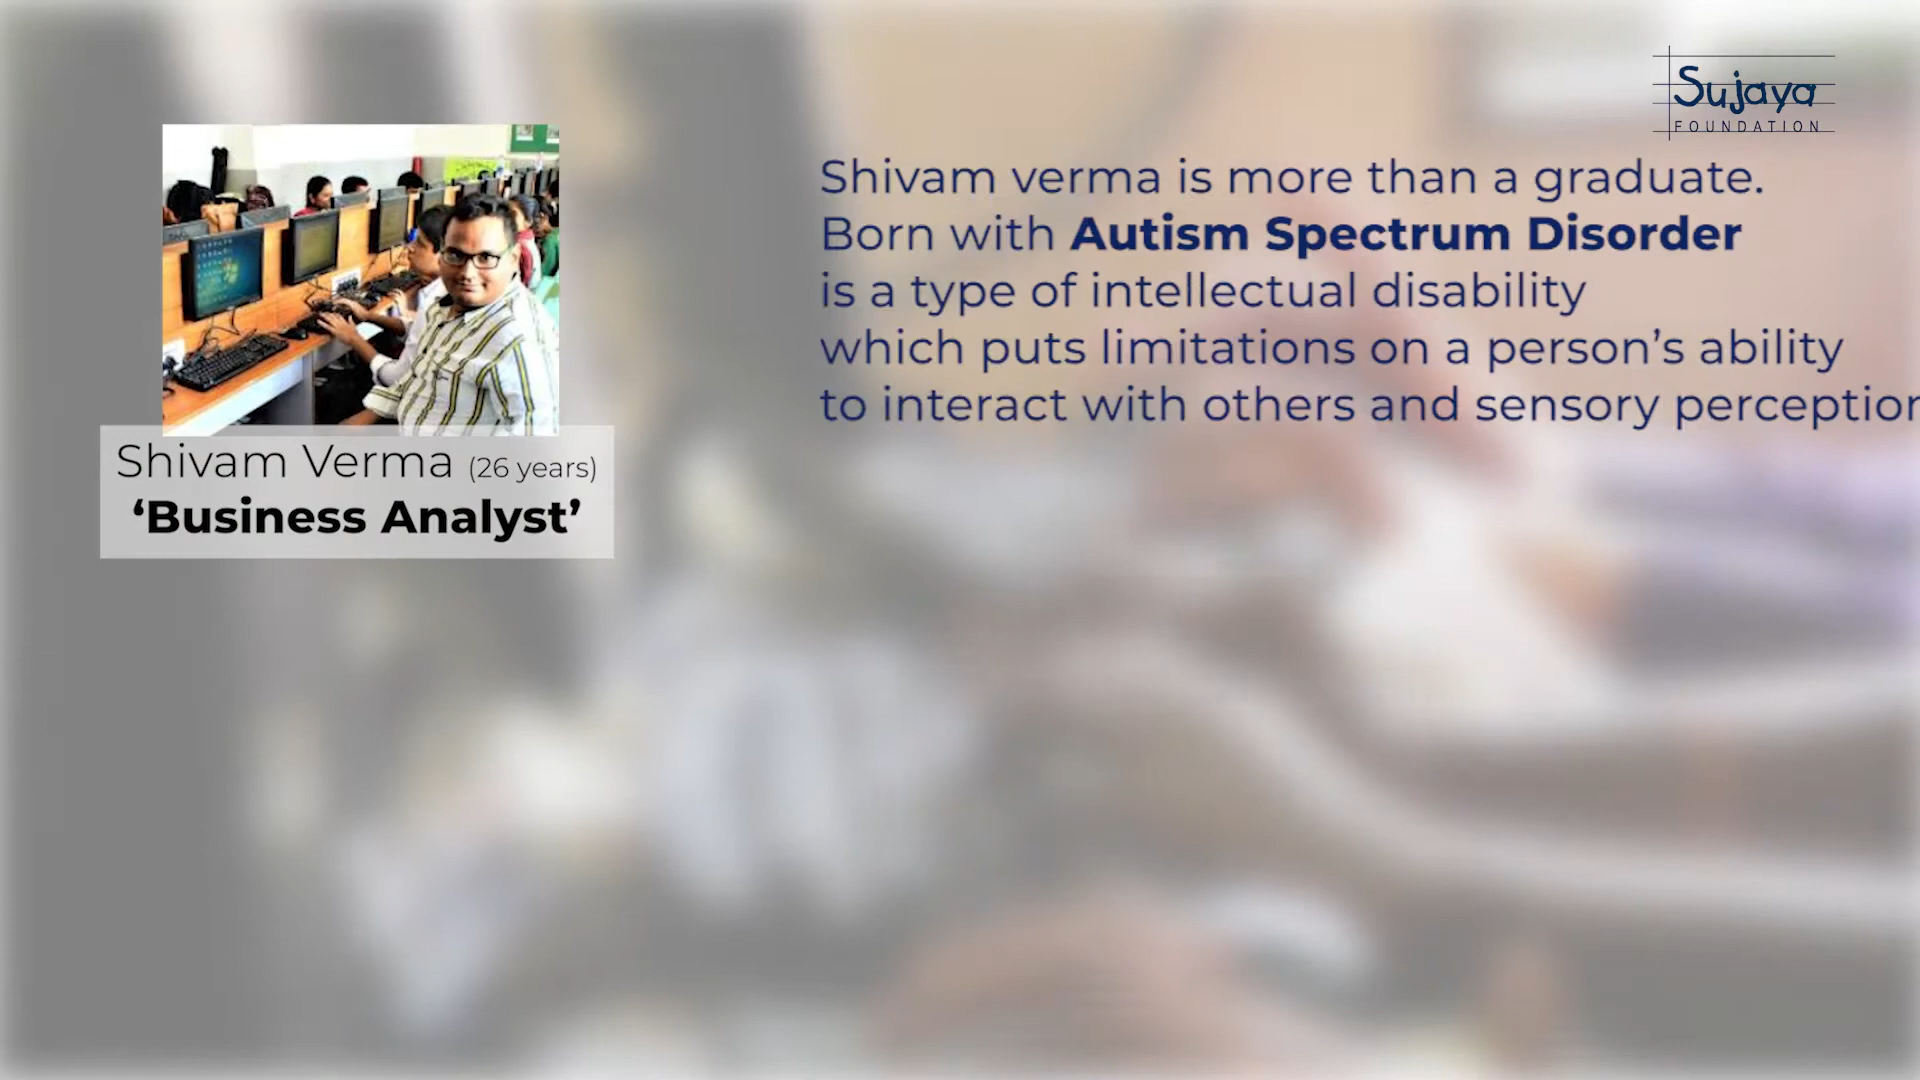 Sujaya
FOUNDATION
Shivam verma is more than a graduate.
Born with Autism Spectrum Disorder
is a type of intellectual disability
which puts limitations on a person’s ability
to interact with others and sensory perception
Shivam Verma (26 years)
‘Business Analyst’